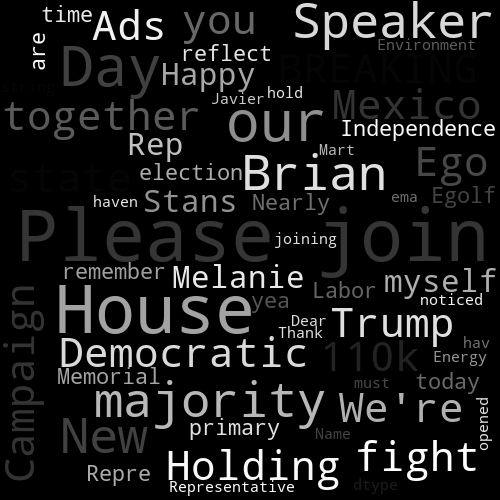 time Ads you Speaker
are reflect Environment
Day Happy BREAKING
string Javier hold Mexico
together our Independence
Rep Mart
state election Brian Ego
haven Stans Nearly ema Egolf
Please join
joining
remember Melanie Labor myself
House yea noticed
Dear Trump hav
Thank
Campaign Democratic 110k Energy
Memorial must today
majority We're opened
New primary Name
Repre Holding fight
Representative dtype